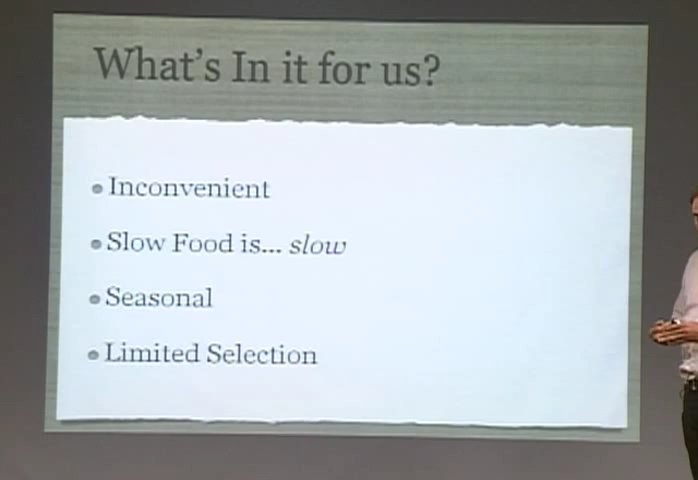 What's In it for us?
Inconvenient
Slow Food is... slow
Seasonal
Limited Selection